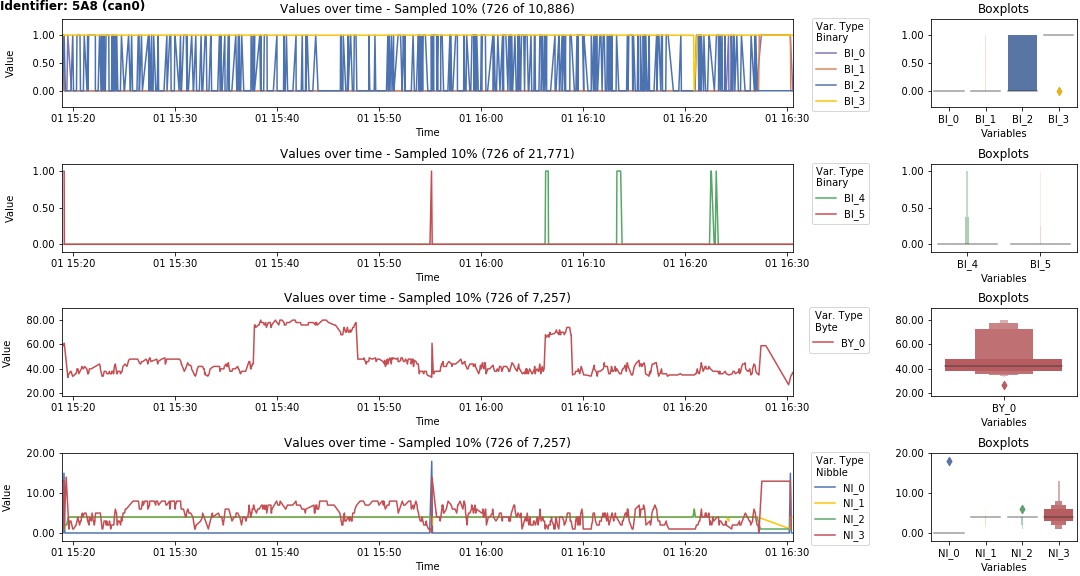 Identifier: 5A8 (can0)
Values over time - Sampled 10% (726 of 10,886)
Boxplots
Value
1.00
0.50
0.00
01 15:20 01 15:30 01 15:40 01 15:50 01 16:00 01 16:10 01 16:20 01 16:30
Time
Var. Type
Binary
BI_0
BI_1
BI_2
BI_3
1.00
0.50
0.00
BI_0 BI_1 BI_2 BI_3
Variables
Values over time - Sampled 10% (726 of 21,771)
Boxplots
Value
1.00
0.50
0.00
01 15:20 01 15:30 01 15:40 01 15:50 01 16:00 01 16:10 01 16:20 01 16:30
Time
Var. Type
Binary
BI_4
BI_5
1.00
0.50
0.00
BI_4 BI_5
Variables
Values over time - Sampled 10% (726 of 7,257)
Boxplots
Value
80.00
60.00
40.00
20.00
01 15:20 01 15:30 01 15:40 01 15:50 01 16:00 01 16:10 01 16:20 01 16:30
Time
Var. Type
Byte
BY_0
80.00
60.00
40.00
20.00
BY_0
Variables
Values over time - Sampled 10% (726 of 7,257)
Boxplots
Value
20.00
10.00
0.00
01 15:20 01 15:30 01 15:40 01 15:50 01 16:00 01 16:10 01 16:20 01 16:30
Time
Var. Type
Nibble
NI_0
NI_1
NI_2
NI_3
20.00
10.00
0.00
NI_0 NI_1 NI_2 NI_3
Variables